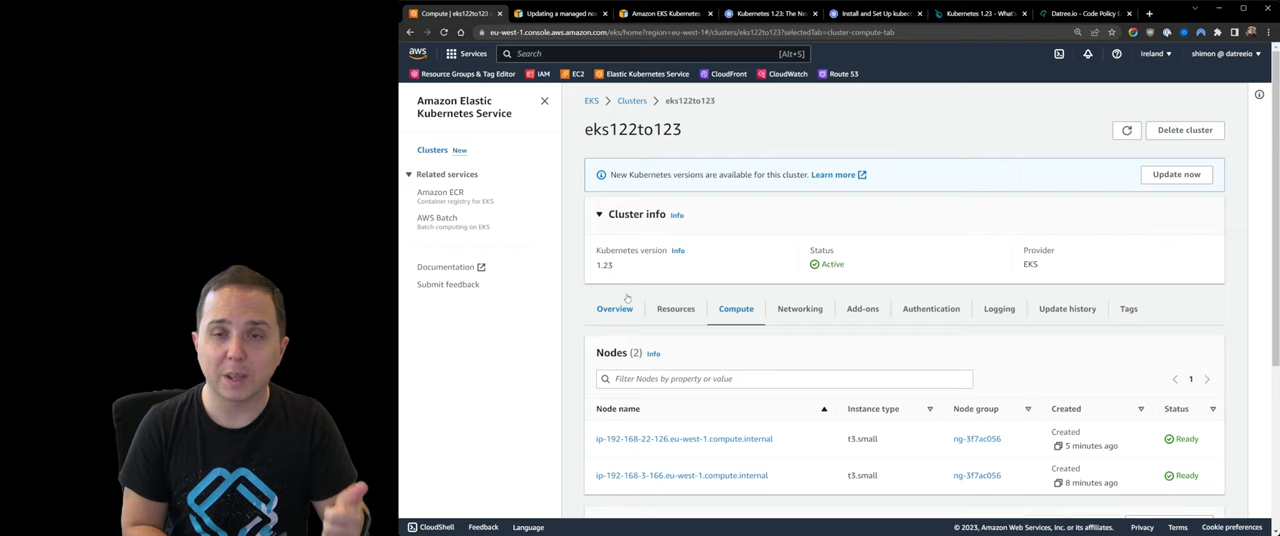 Compute | eks122to123
Updating a managed nod
Amazon EKS Kubernetes
Kubernetes 1.23: The Ne
Install and Set Up kubec
Kubernetes 1.23 - What's
Datree.io - Code Policy E
eu-west-1.console.aws.amazon.com/eks/home?region=eu-west-1#/clusters/eks122to123?selectedTab=cluster-compute-tab
aws
Services
Search
[Alt+S]
Ireland
shimon @ datreeio
Resource Groups & Tag Editor
IAM
EC2
Elastic Kubernetes Service
CloudFront
CloudWatch
Route 53
Amazon Elastic
Kubernetes Service
Clusters New
Related services
Amazon ECR
Container registry for EKS
AWS Batch
Batch computing on EKS
Documentation
Submit feedback
EKS > Clusters > eks122to123
eks122to123
Delete cluster
New Kubernetes versions are available for this cluster. Learn more
Update now
Cluster info Info
Kubernetes version Info
1.23
Status
Active
Provider
EKS
Overview
Resources
Compute
Networking
Add-ons
Authentication
Logging
Update history
Tags
Nodes (2) Info
Filter Nodes by property or value
1
Node name
Instance type
Node group
Created
Status
ip-192-168-22-126.eu-west-1.compute.internal
t3.small
ng-3f7ac056
Created
5 minutes ago
Ready
ip-192-168-3-166.eu-west-1.compute.internal
t3.small
ng-3f7ac056
Created
8 minutes ago
Ready
CloudShell
Feedback
Language
© 2023, Amazon Web Services, Inc. or its affiliates.
Privacy
Terms
Cookie preferences